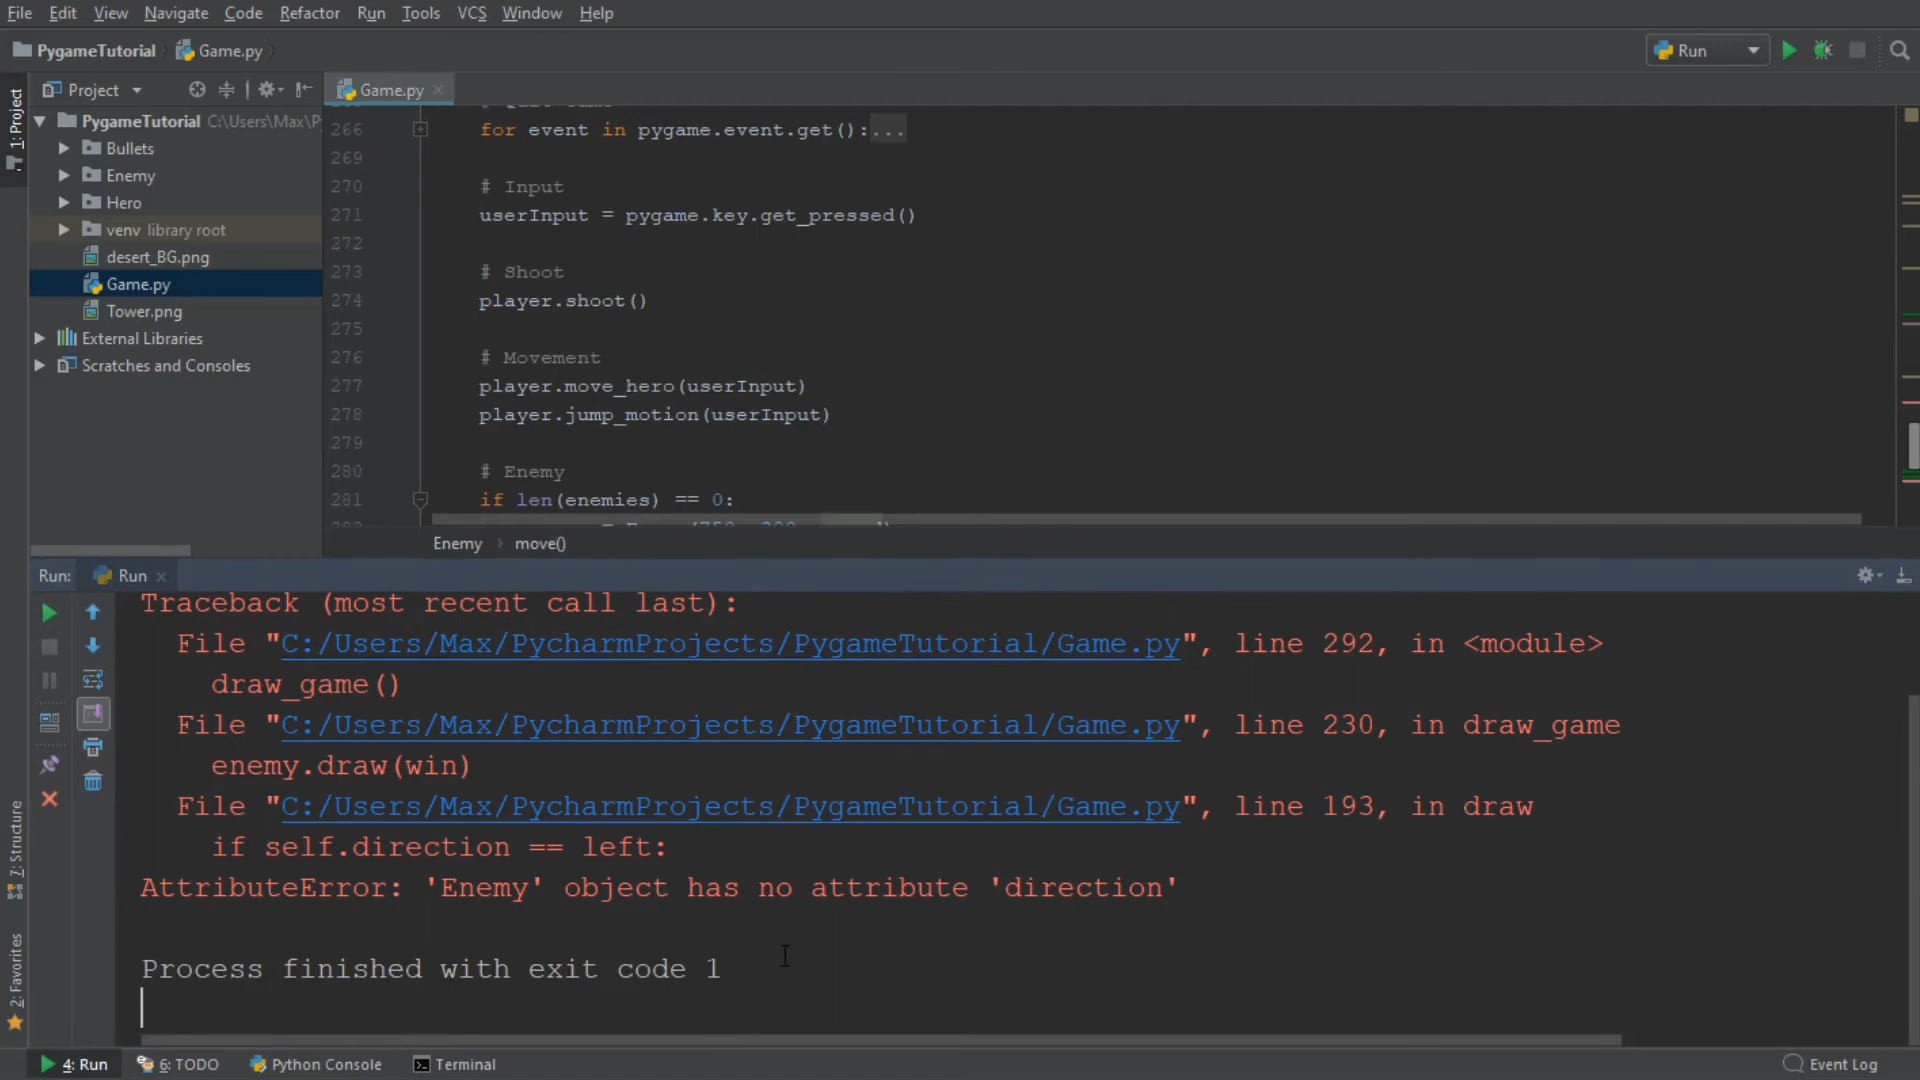 File Edit View Navigate Code Refactor Run Tools VCS Window Help
PygameTutorial Game.py Run
Project Game.py
1: Project
PygameTutorial C:\Users\Max\P
Bullets
Enemy
Hero
venv library root
desert_BG.png
Game.py
Tower.png
External Libraries
Scratches and Consoles
266 for event in pygame.event.get():...
269
270 # Input
271 userInput = pygame.key.get_pressed()
272
273 # Shoot
274 player.shoot()
275
276 # Movement
277 player.move_hero(userInput)
278 player.jump_motion(userInput)
279
280 # Enemy
281 if len(enemies) == 0:
Enemy move()
Run: Run
Traceback (most recent call last):
File "C:/Users/Max/PycharmProjects/PygameTutorial/Game.py", line 292, in <module>
draw_game()
File "C:/Users/Max/PycharmProjects/PygameTutorial/Game.py", line 230, in draw_game
enemy.draw(win)
File "C:/Users/Max/PycharmProjects/PygameTutorial/Game.py", line 193, in draw
if self.direction == left:
AttributeError: 'Enemy' object has no attribute 'direction'
Process finished with exit code 1
7: Structure
2: Favorites
4: Run 6: TODO Python Console Terminal Event Log